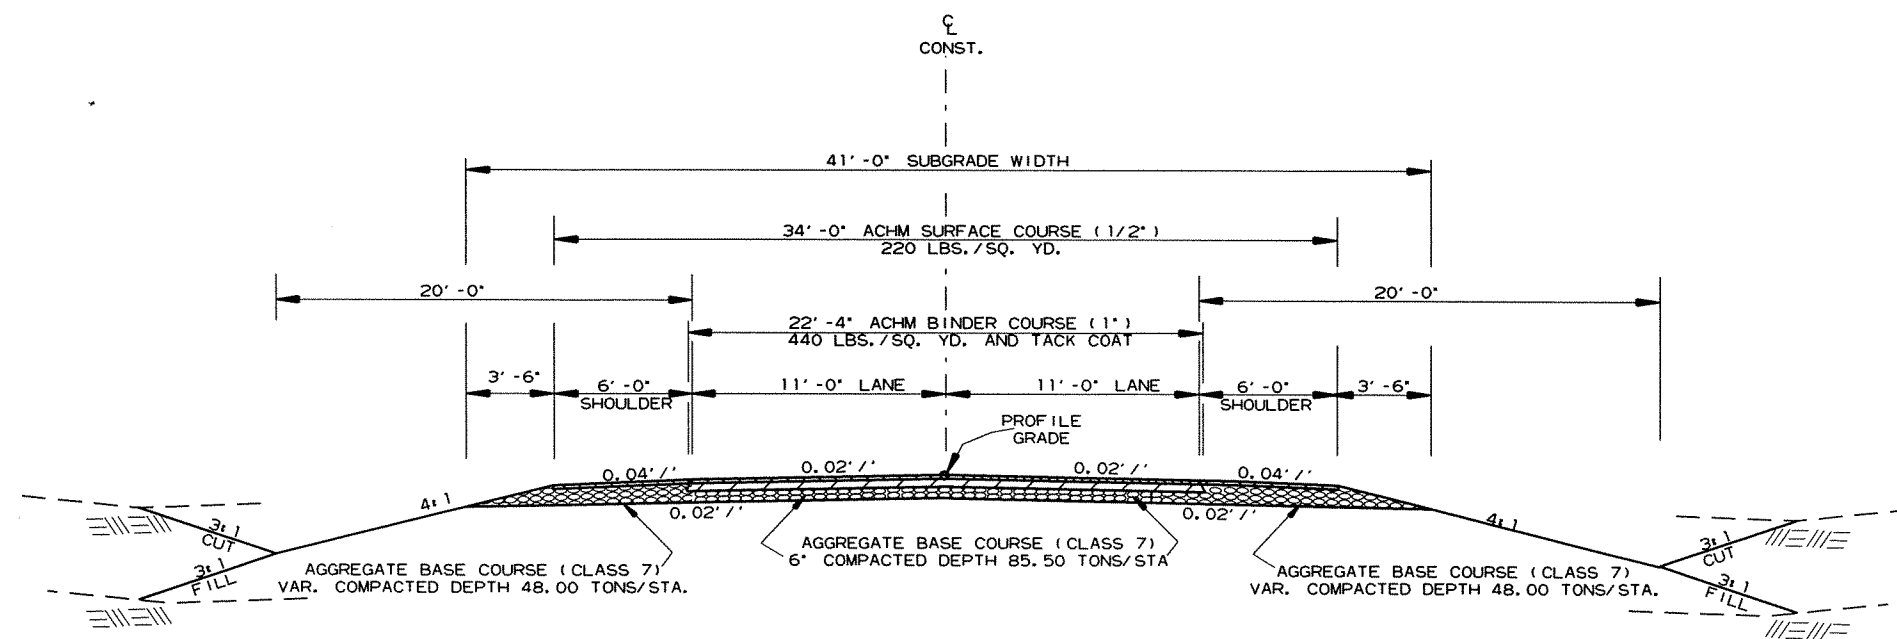 ℄
CONST.
41'-0" SUBGRADE WIDTH
34'-0" ACHM SURFACE COURSE (1/2")
220 LBS./SQ. YD.
20'-0"
20'-0"
22'-4" ACHM BINDER COURSE (1")
440 LBS./SQ. YD. AND TACK COAT
3'-6"
6'-0"
SHOULDER
11'-0" LANE
11'-0" LANE
6'-0"
SHOULDER
3'-6"
PROFILE
GRADE
0.04'/'
0.02'/'
0.02'/'
0.04'/'
4:1
0.02'/'
0.02'/'
4:1
3:1
CUT
3:1
FILL
3:1
CUT
3:1
FILL
AGGREGATE BASE COURSE (CLASS 7)
VAR. COMPACTED DEPTH 48.00 TONS/STA.
AGGREGATE BASE COURSE (CLASS 7)
6" COMPACTED DEPTH 85.50 TONS/STA
AGGREGATE BASE COURSE (CLASS 7)
VAR. COMPACTED DEPTH 48.00 TONS/STA.